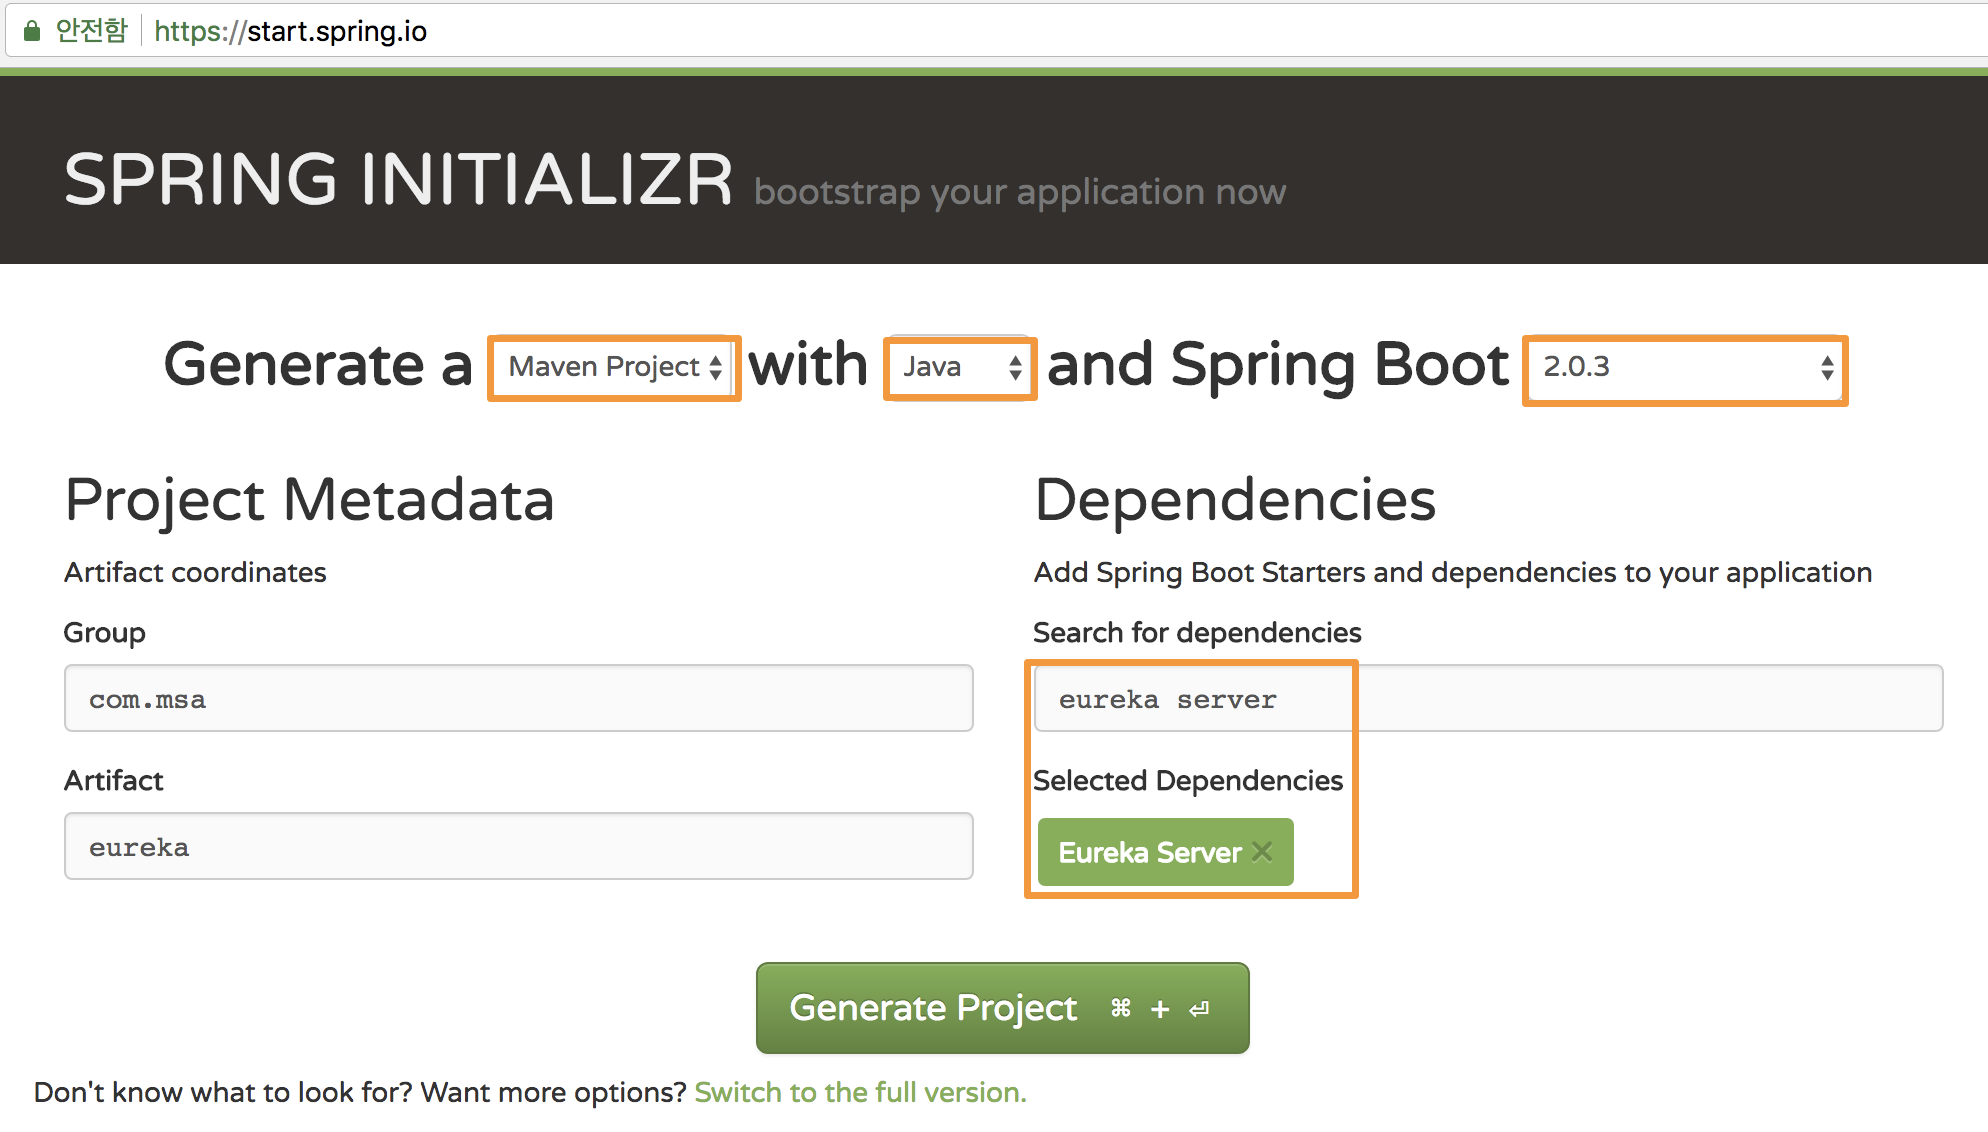 안전함 https://start.spring.io
SPRING INITIALIZR bootstrap your application now
Generate a Maven Project with Java and Spring Boot 2.0.3
Project Metadata
Artifact coordinates
Group
com.msa
Artifact
eureka
Dependencies
Add Spring Boot Starters and dependencies to your application
Search for dependencies
eureka server
Selected Dependencies
Eureka Server ×
Generate Project ⌘ + ⏎
Don't know what to look for? Want more options? Switch to the full version.